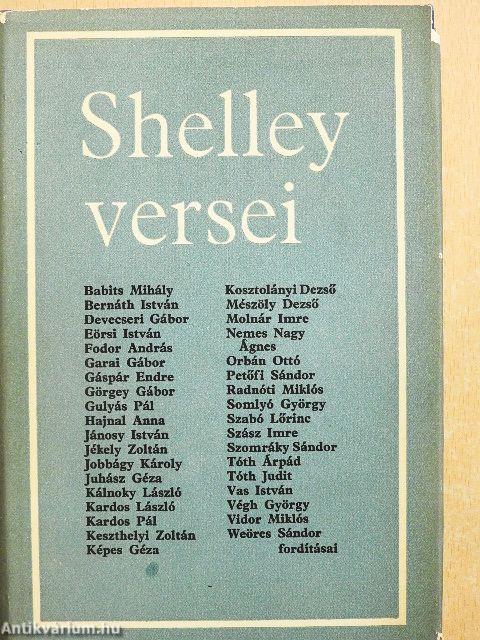 Shelley
versei
Babits Mihály
Bernáth István
Devecseri Gábor
Eörsi István
Fodor András
Garai Gábor
Gáspár Endre
Görgey Gábor
Gulyás Pál
Hajnal Anna
Jánosy István
Jékely Zoltán
Jobbágy Károly
Juhász Géza
Kálnoky László
Kardos László
Kardos Pál
Keszthelyi Zoltán
Képes Géza
Kosztolányi Dezső
Mészöly Dezső
Molnár Imre
Nemes Nagy
Ágnes
Orbán Ottó
Petőfi Sándor
Radnóti Miklós
Somlyó György
Szabó Lőrinc
Szász Imre
Szomráky Sándor
Tóth Árpád
Tóth Judit
Vas István
Végh György
Vidor Miklós
Weöres Sándor
fordításai
Antikvarium.hu